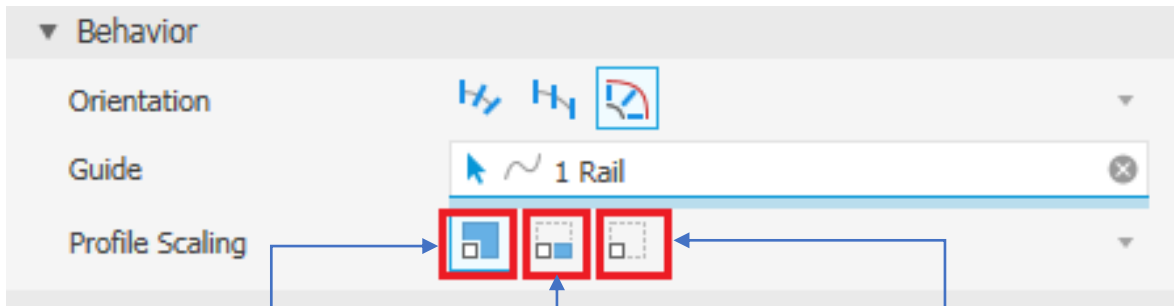 Behavior
Orientation
Guide
1 Rail
Profile Scaling